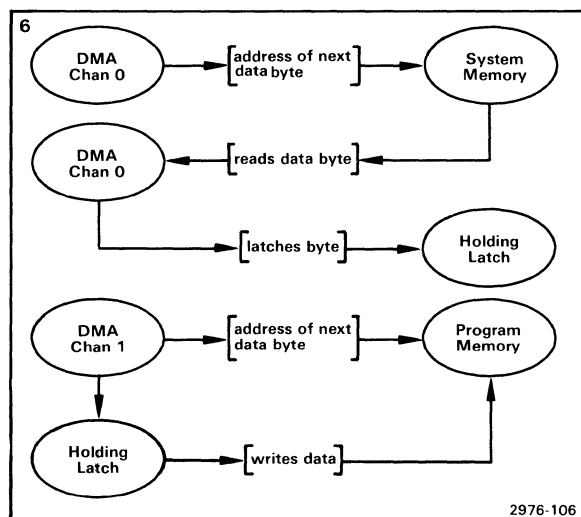 6
DMA
Chan 0
[address of next
data byte]
System
Memory
DMA
Chan 0
[reads data byte]
[latches byte]
Holding
Latch
DMA
Chan 1
[address of next
data byte]
Program
Memory
Holding
Latch
[writes data]
2976-106